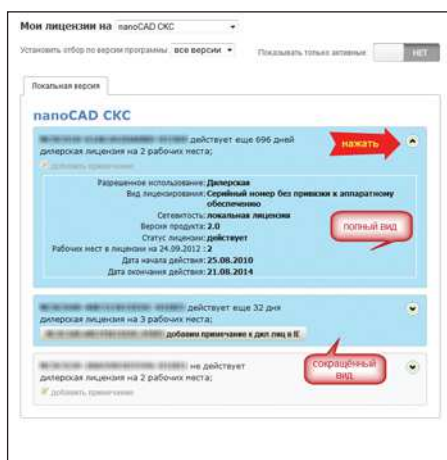 Мои лицензии на nanoCAD СКС
Установить отбор по версии программы все версии Показывать только активные НЕТ
Локальная версия
nanoCAD СКС
действует еще 696 дней
дилерская лицензия на 2 рабочих места;
нажать
добавить примечание
Разрешенное использование: Дилерская
Вид лицензирования: Серийный номер без привязки к аппаратному
обеспечению
Сетевитость: локальная лицензия
Версия продукта: 2.0
Статус лицензии: действует
Рабочих мест в лицензии на 24.09.2012 : 2
Дата начала действия: 25.08.2010
Дата окончания действия: 21.08.2014
полный вид
действует еще 32 дня
дилерская лицензия на 3 рабочих места;
добавим примечание к дил лиц в IE
не действует
дилерская лицензия на 2 рабочих места;
добавить примечание
сокращённый
вид